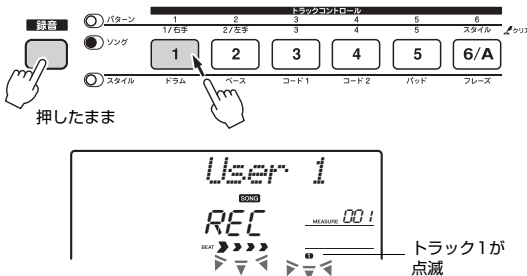 トラックコントロール
録音
パターン 1 2 3 4 5 6
1/右手 2/左手 3 4 5 スタイル クリア
ソング
1 2 3 4 5 6/A
スタイル ドラム ベース コード1 コード2 パッド フレーズ
押したまま
User 1
SONG
REC
MEASURE 001
BEAT
1
トラック1が
点滅